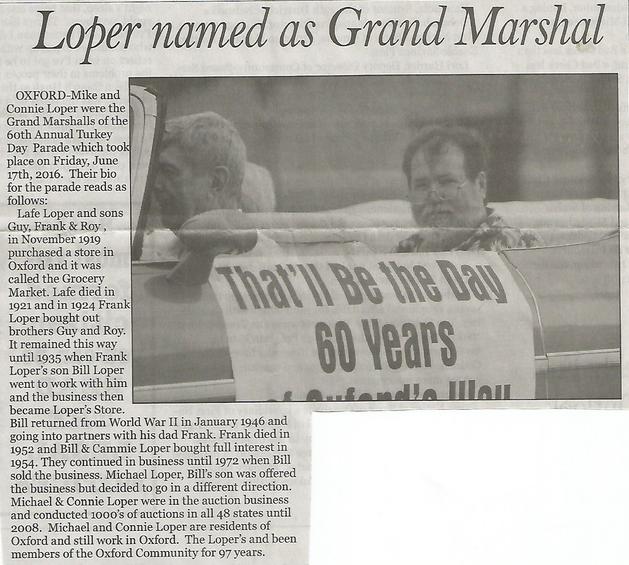 Loper named as Grand Marshal
OXFORD-Mike and
Connie Loper were the
Grand Marshalls of the
60th Annual Turkey
Day Parade which took
place on Friday, June
17th, 2016. Their bio
for the parade reads as
follows:
Lafe Loper and sons
Guy, Frank & Roy ,
in November 1919
purchased a store in
Oxford and it was
called the Grocery
Market. Lafe died in
1921 and in 1924 Frank
Loper bought out
brothers Guy and Roy.
It remained this way
until 1935 when Frank
Loper's son Bill Loper
went to work with him
and the business then
became Loper's Store.
Bill returned from World War II in January 1946 and
going into partners with his dad Frank. Frank died in
1952 and Bill & Cammie Loper bought full interest in
1954. They continued in business until 1972 when Bill
sold the business. Michael Loper, Bill's son was offered
the business but decided to go in a different direction.
Michael & Connie Loper were in the auction business
and conducted 1000's of auctions in all 48 states until
2008. Michael and Connie Loper are residents of
Oxford and still work in Oxford. The Loper's and been
members of the Oxford Community for 97 years.
That'll Be the Day
60 Years
of Oxford's Way